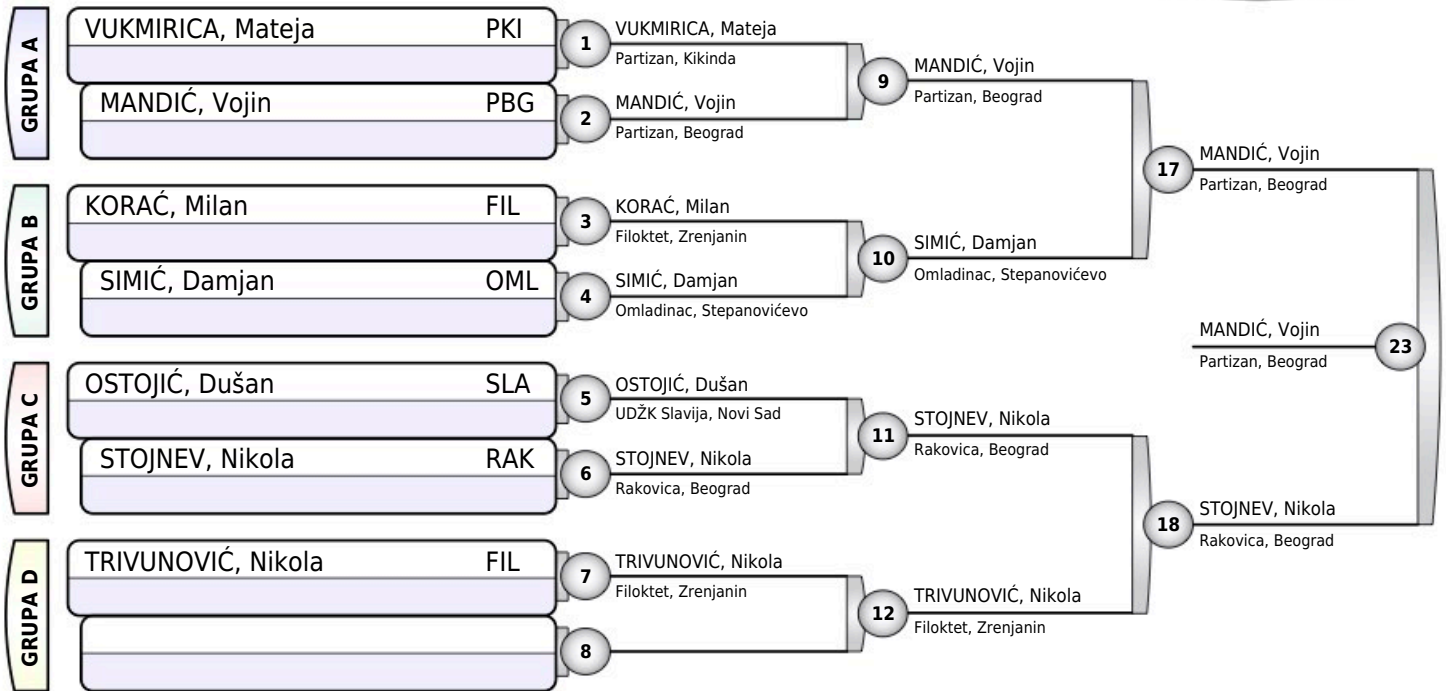 GRUPA A
VUKMIRICA, Mateja PKI
MANDIĆ, Vojin PBG
1
VUKMIRICA, Mateja
Partizan, Kikinda
2
MANDIĆ, Vojin
Partizan, Beograd
9
MANDIĆ, Vojin
Partizan, Beograd
GRUPA B
KORAĆ, Milan FIL
SIMIĆ, Damjan OML
3
KORAĆ, Milan
Filoktet, Zrenjanin
4
SIMIĆ, Damjan
Omladinac, Stepanovićevo
10
SIMIĆ, Damjan
Omladinac, Stepanovićevo
17
MANDIĆ, Vojin
Partizan, Beograd
GRUPA C
OSTOJIĆ, Dušan SLA
STOJNEV, Nikola RAK
5
OSTOJIĆ, Dušan
UDŽK Slavija, Novi Sad
6
STOJNEV, Nikola
Rakovica, Beograd
11
STOJNEV, Nikola
Rakovica, Beograd
GRUPA D
TRIVUNOVIĆ, Nikola FIL
7
TRIVUNOVIĆ, Nikola
Filoktet, Zrenjanin
8
12
TRIVUNOVIĆ, Nikola
Filoktet, Zrenjanin
18
STOJNEV, Nikola
Rakovica, Beograd
MANDIĆ, Vojin
Partizan, Beograd
23